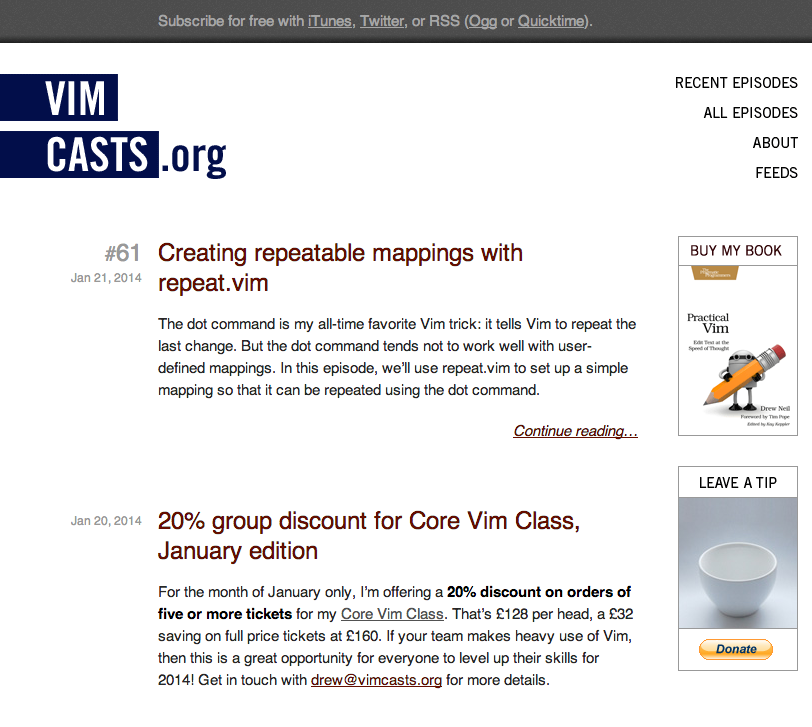 Subscribe for free with iTunes, Twitter, or RSS (Ogg or Quicktime).
VIM
CASTS.org
RECENT EPISODES
ALL EPISODES
ABOUT
FEEDS
#61
Jan 21, 2014
Creating repeatable mappings with
repeat.vim
The dot command is my all-time favorite Vim trick: it tells Vim to repeat the
last change. But the dot command tends not to work well with user-
defined mappings. In this episode, we'll use repeat.vim to set up a simple
mapping so that it can be repeated using the dot command.
Continue reading…
BUY MY BOOK
Practical
Vim
Edit Text at the
Speed of Thought
Drew Neil
Foreword by Tim Pope
Edited by Kay Keppler
Jan 20, 2014
20% group discount for Core Vim Class,
January edition
For the month of January only, I'm offering a 20% discount on orders of
five or more tickets for my Core Vim Class. That's £128 per head, a £32
saving on full price tickets at £160. If your team makes heavy use of Vim,
then this is a great opportunity for everyone to level up their skills for
2014! Get in touch with drew@vimcasts.org for more details.
LEAVE A TIP
Donate